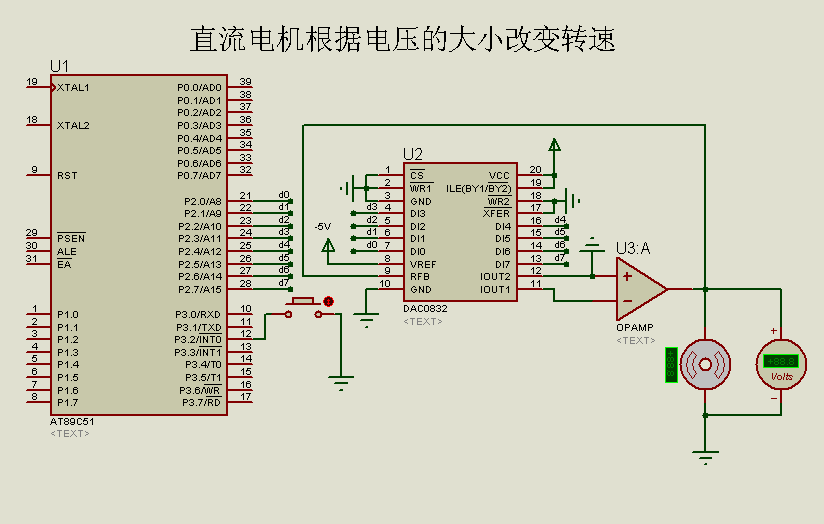 直流电机根据电压的大小改变转速
U1
19 XTAL1
18 XTAL2
9 RST
29 PSEN
30 ALE
31 EA
1 P1.0
2 P1.1
3 P1.2
4 P1.3
5 P1.4
6 P1.5
7 P1.6
8 P1.7
P0.0/AD0 39
P0.1/AD1 38
P0.2/AD2 37
P0.3/AD3 36
P0.4/AD4 35
P0.5/AD5 34
P0.6/AD6 33
P0.7/AD7 32
P2.0/A8 21 d0
P2.1/A9 22 d1
P2.2/A10 23 d2
P2.3/A11 24 d3
P2.4/A12 25 d4
P2.5/A13 26 d5
P2.6/A14 27 d6
P2.7/A15 28 d7
P3.0/RXD 10
P3.1/TXD 11
P3.2/INT0 12
P3.3/INT1 13
P3.4/T0 14
P3.5/T1 15
P3.6/WR 16
P3.7/RD 17
AT89C51
<TEXT>
U2
1 CS
2 WR1
3 GND
d3 4 DI3
d2 5 DI2
d1 6 DI1
d0 7 DI0
-5V
8 VREF
9 RFB
10 GND
VCC 20
ILE(BY1/BY2) 19
WR2 18
XFER 17
DI4 16 d4
DI5 15 d5
DI6 14 d6
DI7 13 d7
IOUT2 12
IOUT1 11
DAC0832
<TEXT>
U3:A
+
−
OPAMP
<TEXT>
+
Volts
−